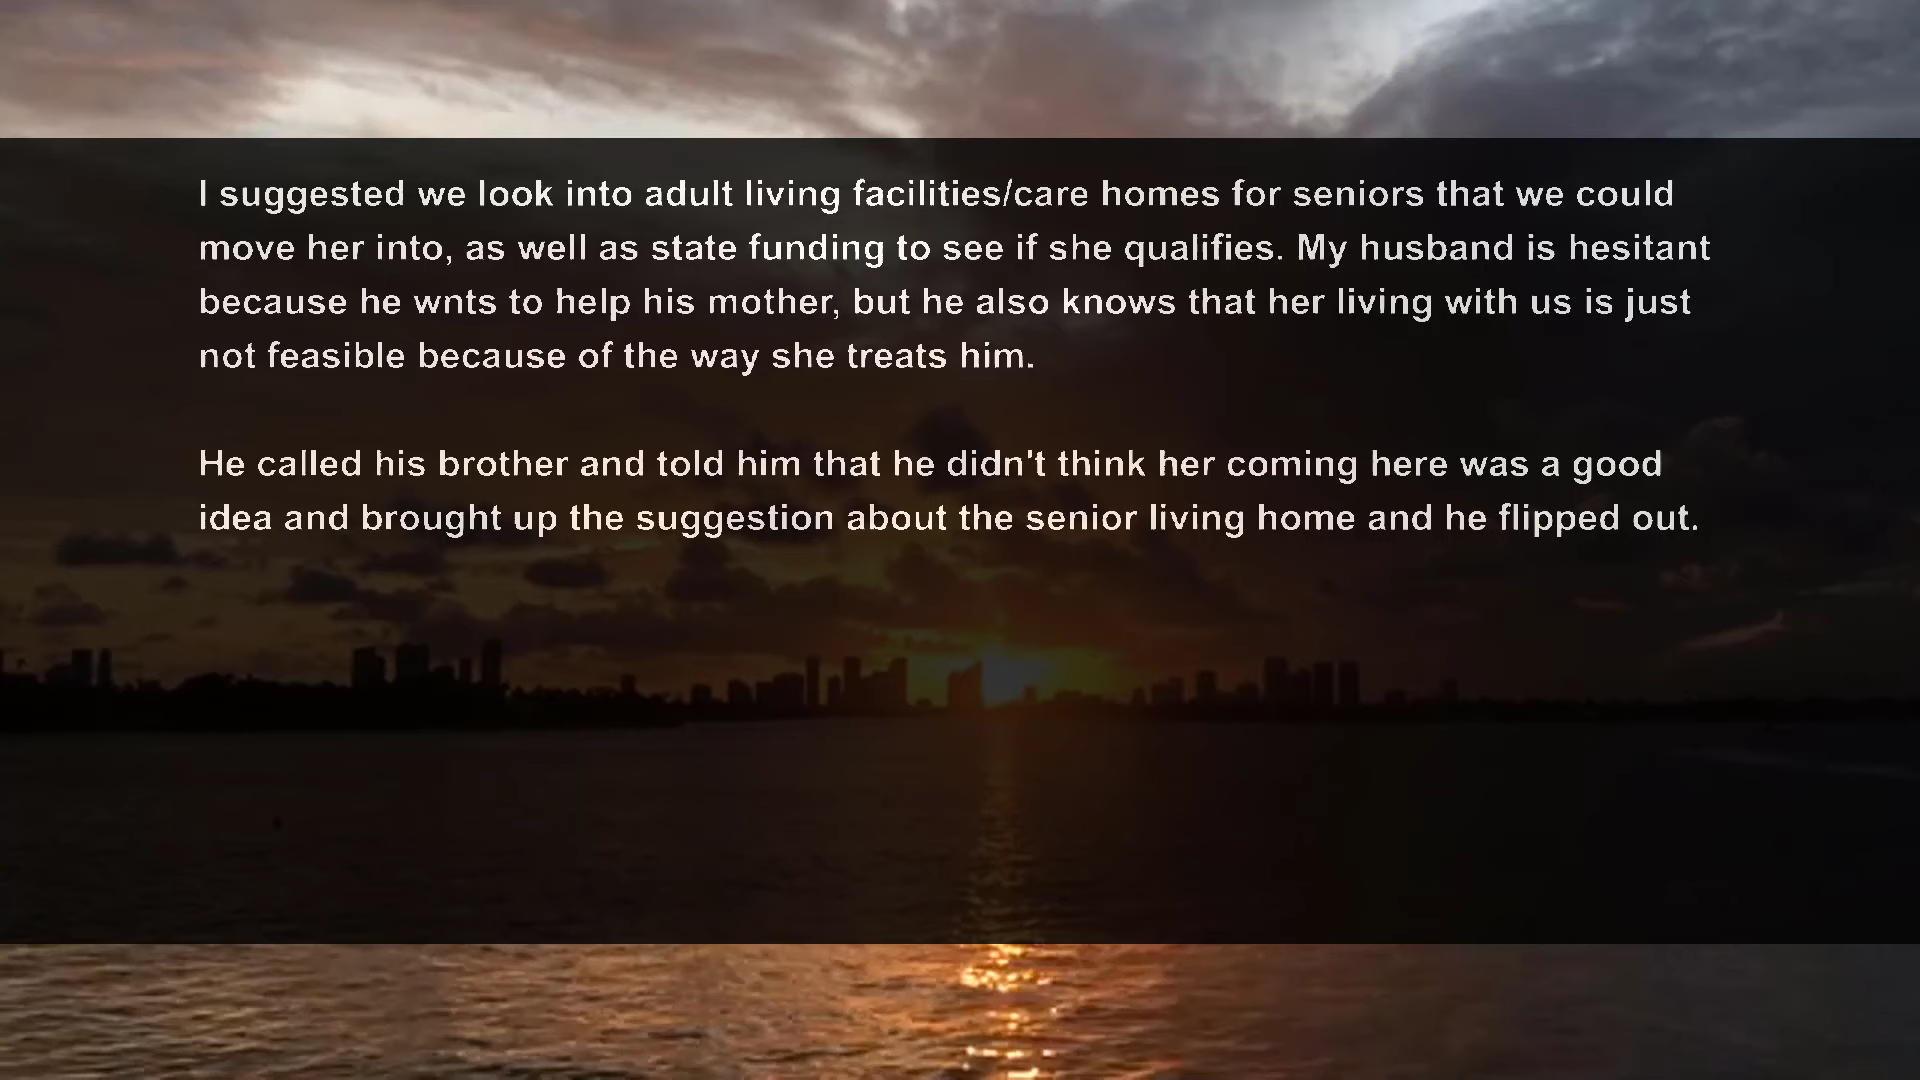 I suggested we look into adult living facilities/care homes for seniors that we could
move her into, as well as state funding to see if she qualifies. My husband is hesitant
because he wnts to help his mother, but he also knows that her living with us is just
not feasible because of the way she treats him.
He called his brother and told him that he didn't think her coming here was a good
idea and brought up the suggestion about the senior living home and he flipped out.